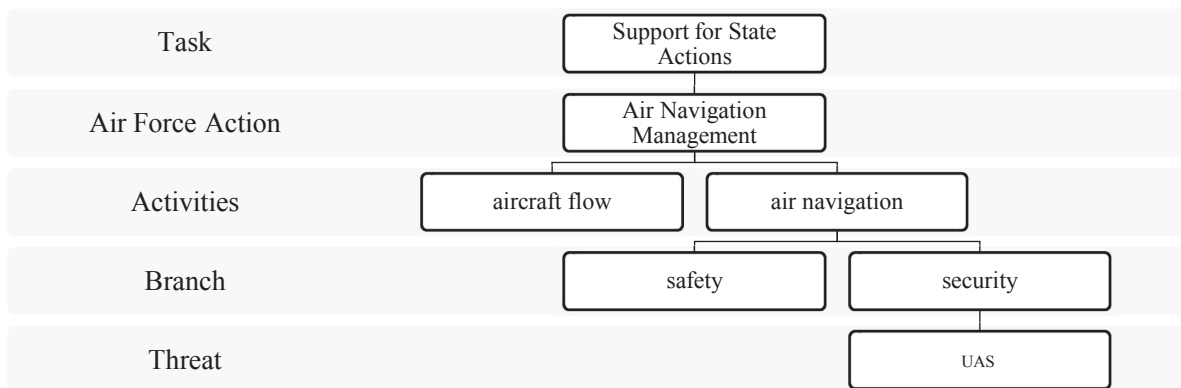 Task
Support for State
Actions
Air Force Action
Air Navigation
Management
Activities
aircraft flow
air navigation
Branch
safety
security
Threat
UAS